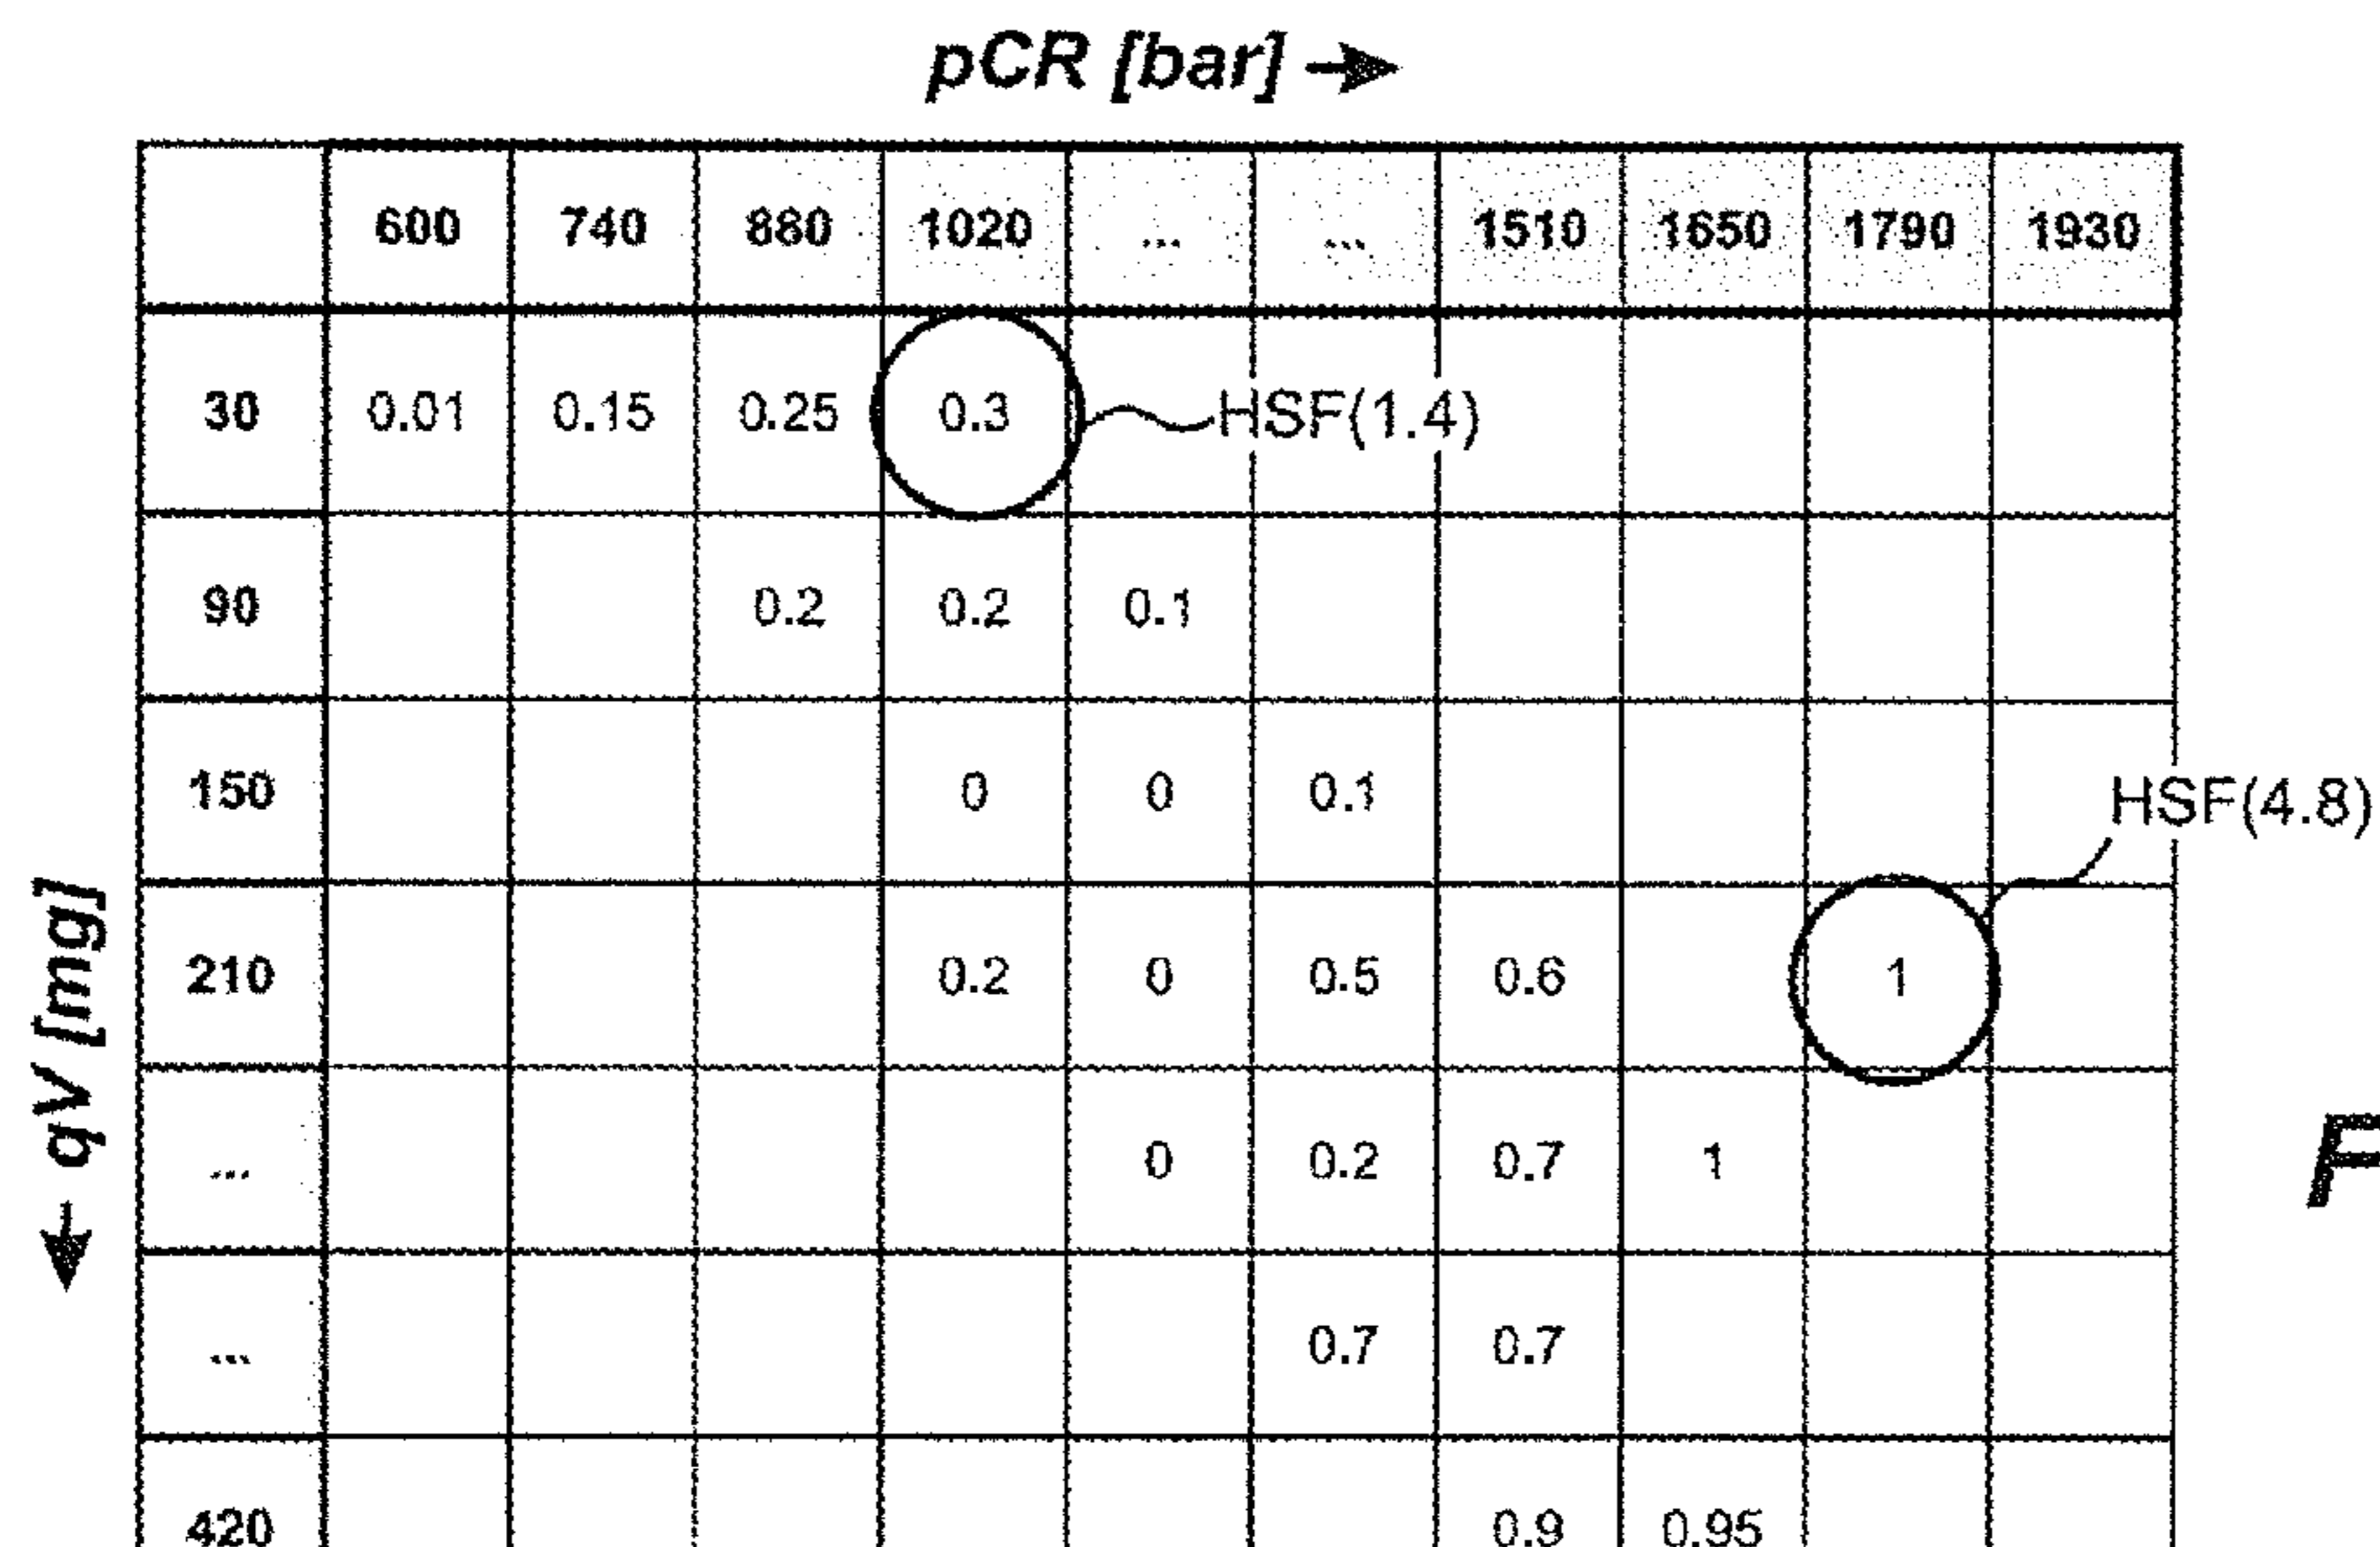 pCR [bar]
600 740 880 1020 ... ... 1510 1650 1790 1930
30 0.01 0.15 0.25 0.3 HSF(1.4)
90 0.2 0.2 0.1
150 0 0 0.1
HSF(4.8)
210 0.2 0 0.5 0.6 1
... 0 0.2 0.7 1
... 0.7 0.7
420 0.9 0.95
qV [mg]
F